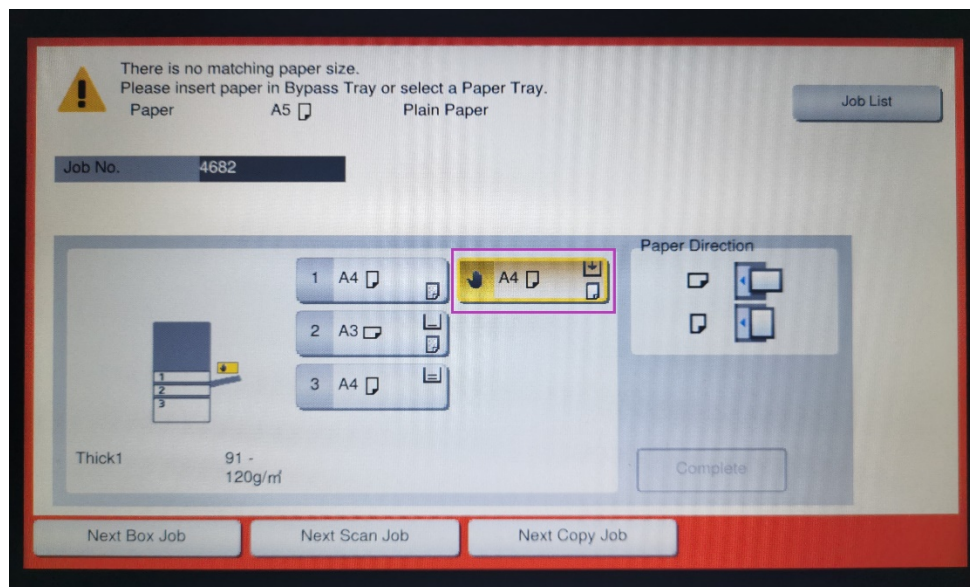 There is no matching paper size.
Please insert paper in Bypass Tray or select a Paper Tray.
Paper A5 Plain Paper
Job List
Job No. 4682
Paper Direction
1 A4
A4
2 A3
3 A4
1
2
3
Thick1 91 -
120g/㎡
Complete
Next Box Job
Next Scan Job
Next Copy Job